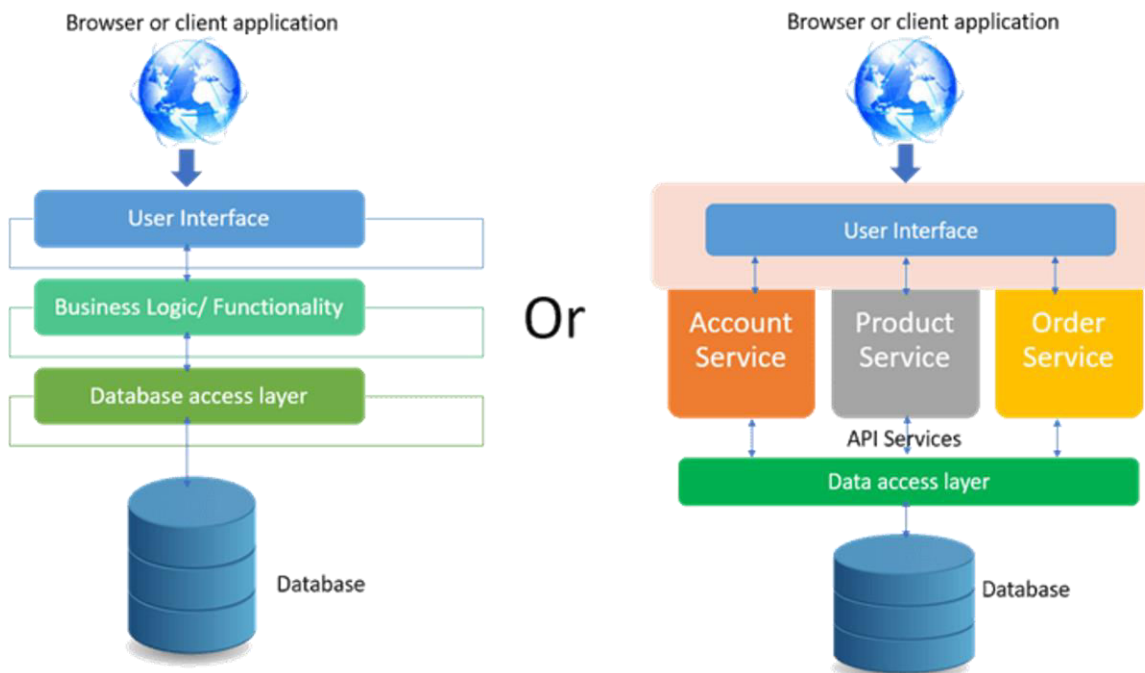 Browser or client application
User Interface
Business Logic/ Functionality
Database access layer
Database
Or
Browser or client application
User Interface
Account
Service
Product
Service
Order
Service
API Services
Data access layer
Database